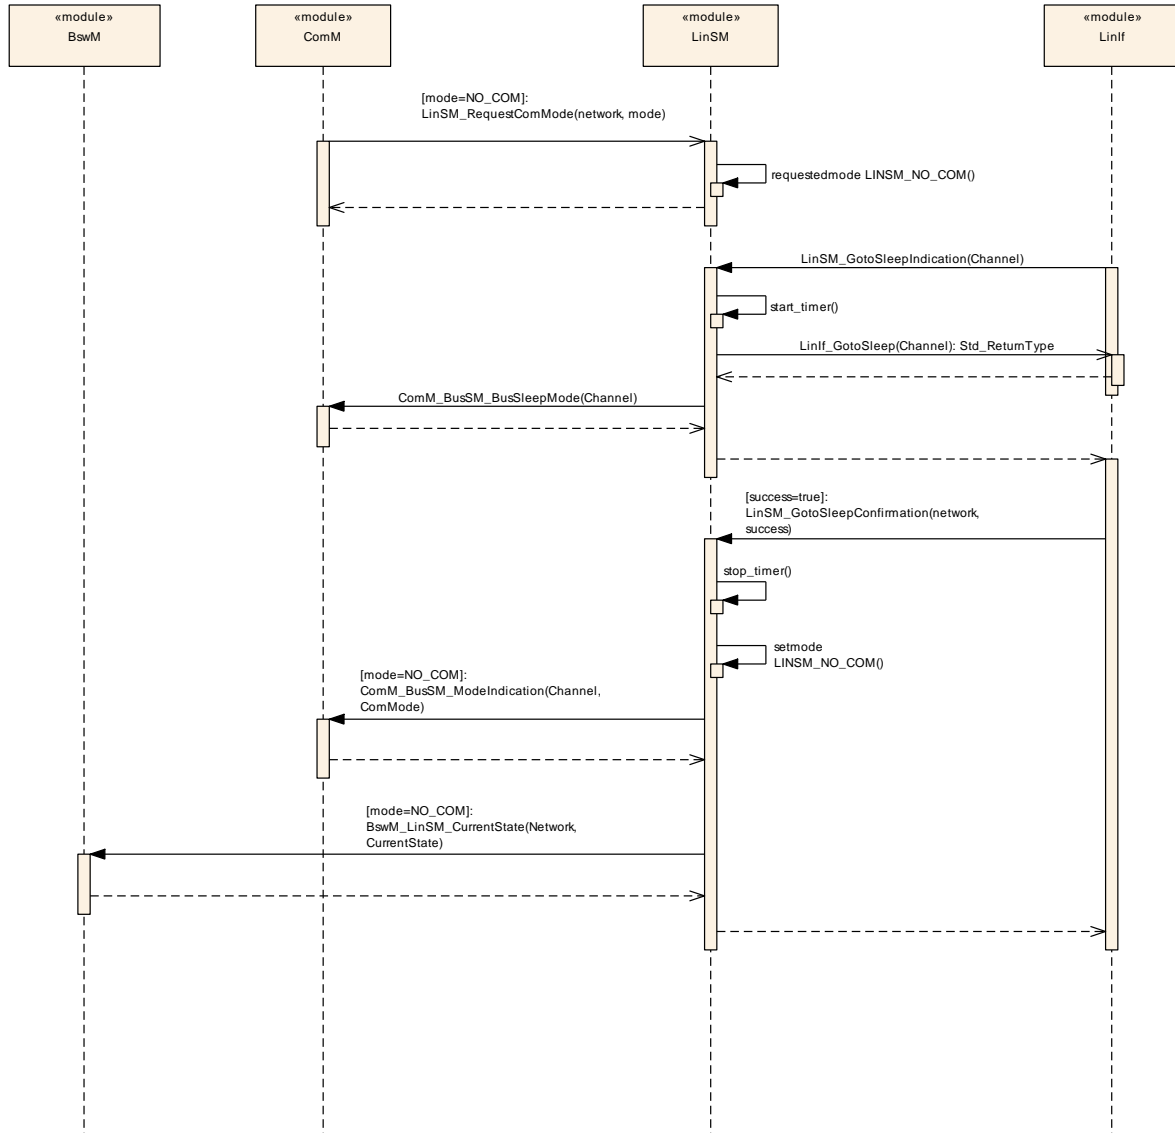 «module»
BswM
«module»
ComM
«module»
LinSM
«module»
LinIf
[mode=NO_COM]:
LinSM_RequestComMode(network, mode)
requestedmode LINSM_NO_COM()
LinSM_GotoSleepIndication(Channel)
start_timer()
LinIf_GotoSleep(Channel): Std_ReturnType
ComM_BusSM_BusSleepMode(Channel)
[success=true]:
LinSM_GotoSleepConfirmation(network,
success)
stop_timer()
setmode
LINSM_NO_COM()
[mode=NO_COM]:
ComM_BusSM_ModeIndication(Channel,
ComMode)
[mode=NO_COM]:
BswM_LinSM_CurrentState(Network,
CurrentState)